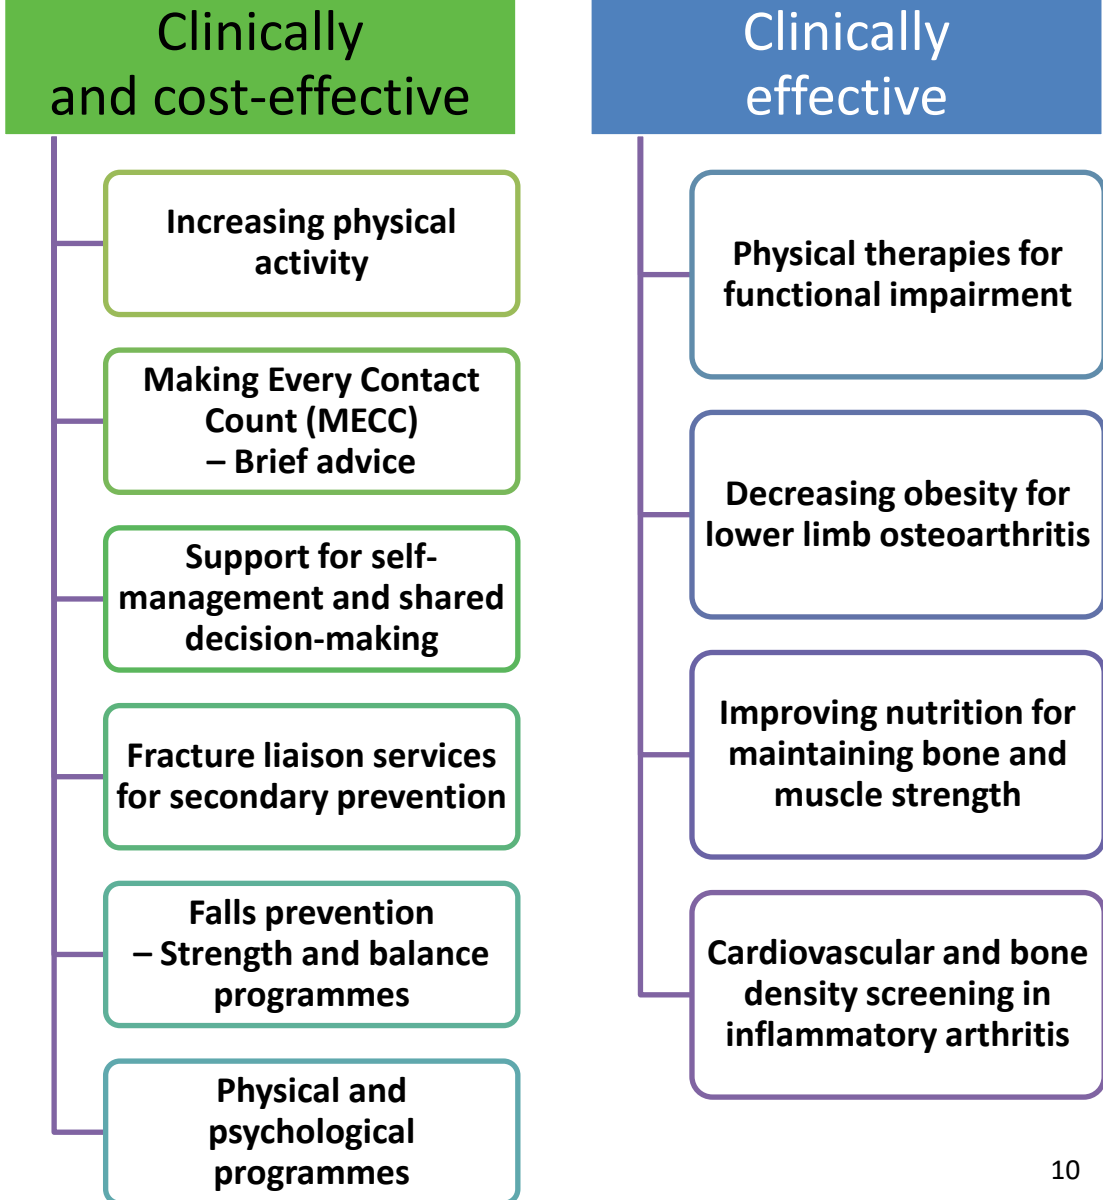 Clinically
and cost-effective
Increasing physical
activity
Making Every Contact
Count (MECC)
– Brief advice
Support for self-
management and shared
decision-making
Fracture liaison services
for secondary prevention
Falls prevention
– Strength and balance
programmes
Physical and
psychological
programmes
Clinically
effective
Physical therapies for
functional impairment
Decreasing obesity for
lower limb osteoarthritis
Improving nutrition for
maintaining bone and
muscle strength
Cardiovascular and bone
density screening in
inflammatory arthritis
10